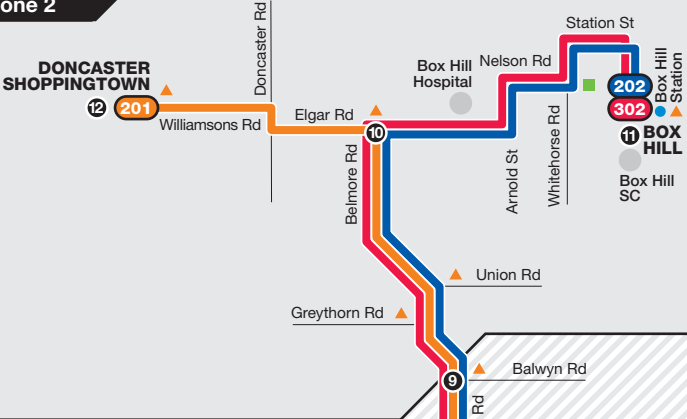 one 2
DONCASTER
SHOPPINGTOWN
12
201
Williamsons Rd
Doncaster Rd
Elgar Rd
10
Belmore Rd
Box Hill
Hospital
Nelson Rd
Station St
Arnold St
Whitehorse Rd
202
302
Box Hill
Station
11
BOX
HILL
Box Hill
SC
Union Rd
Greythorn Rd
Balwyn Rd
9
Rd